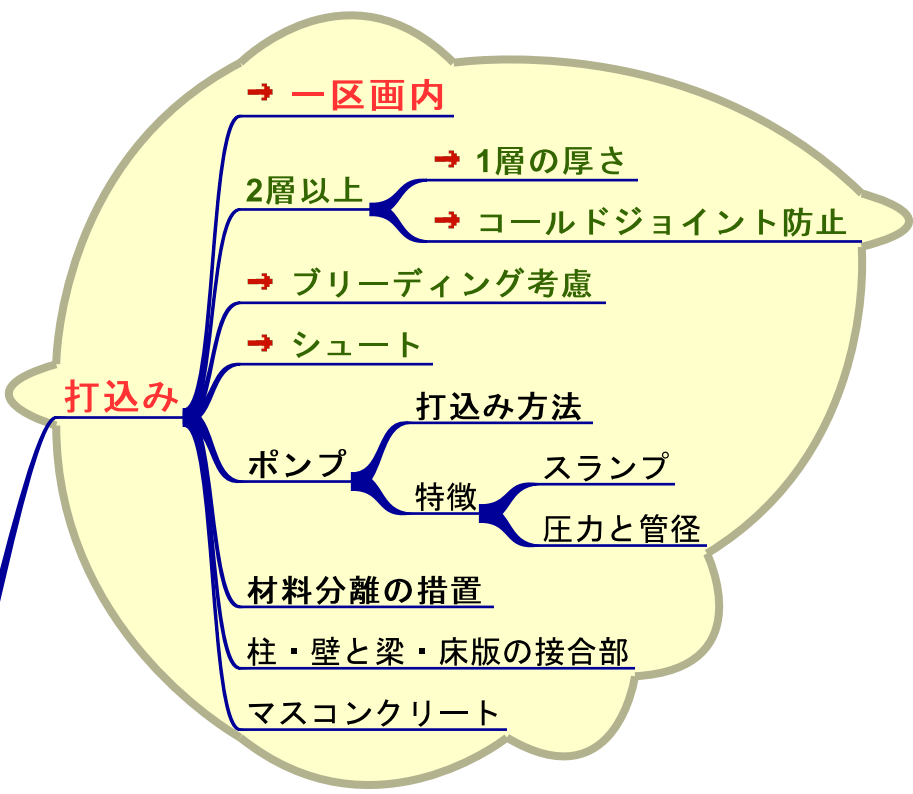 打込み
一区画内
2層以上
1層の厚さ
コールドジョイント防止
ブリーディング考慮
シュート
ポンプ
打込み方法
特徴
スランプ
圧力と管径
材料分離の措置
柱・壁と梁・床版の接合部
マスコンクリート